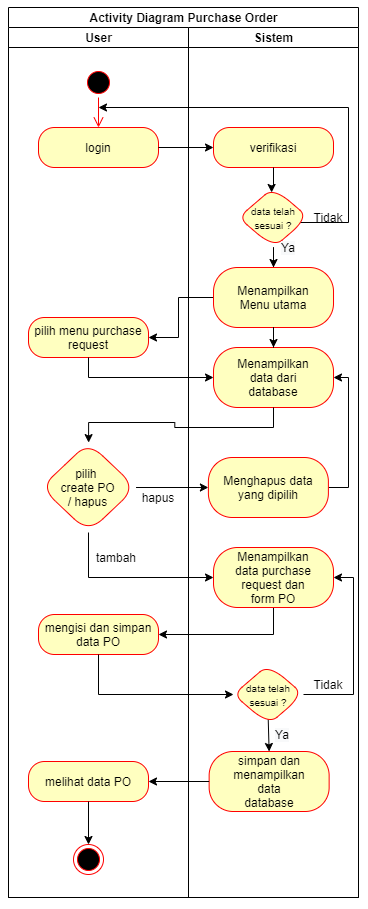 Activity Diagram Purchase Order
User
Sistem
login
verifikasi
data telah
sesuai ?
Tidak
Ya
Menampilkan
Menu utama
pilih menu purchase
request
Menampilkan
data dari
database
pilih
create PO
/ hapus
hapus
Menghapus data
yang dipilih
tambah
Menampilkan
data purchase
request dan
form PO
mengisi dan simpan
data PO
data telah
sesuai ?
Tidak
Ya
simpan dan
menampilkan
data
database
melihat data PO